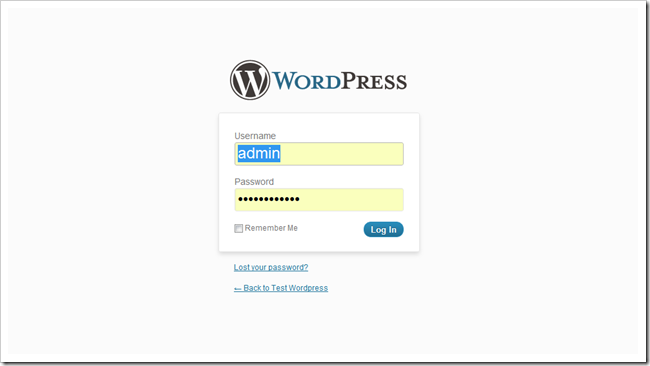 WORDPRESS
Username
admin
Password
••••••••••••
Remember Me
Log In
Lost your password?
← Back to Test Wordpress